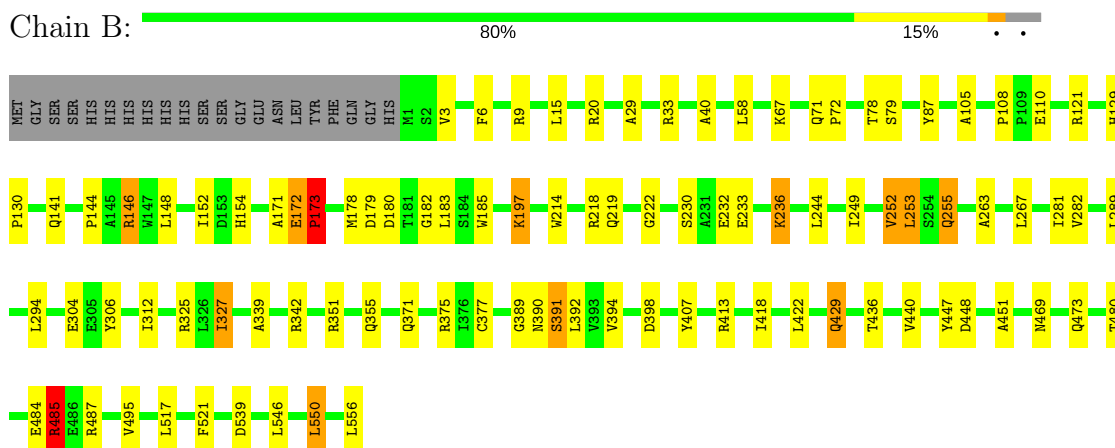 Chain B:
80% 15% • •
MET GLY SER SER HIS HIS HIS HIS HIS HIS SER SER GLY GLU ASN LEU TYR PHE GLN GLY HIS M1 S2 V3 F6 R9 L15 R20 A29 R33 A40 L58 K67 Q71 P72 T78 S79 Y87 A105 P108 P109 E110 R121 H129
P130 Q141 P144 A145 R146 W147 L148 I152 D153 H154 A171 E172 P173 M178 D179 D180 T181 G182 L183 S184 W185 K197 W214 R218 Q219 G222 S230 A231 E232 E233 K236 L244 I249 V252 L253 S254 Q255 A263 L267 I281 V282 L289
L294 E304 E305 Y306 I312 R325 L326 I327 A339 R342 R351 Q355 Q371 R375 I376 C377 G389 N390 S391 L392 V393 V394 D398 Y407 R413 I418 L422 Q429 T436 V440 Y447 D448 A451 N469 Q473 T480
E484 R485 E486 R487 V495 L517 F521 D539 L546 L550 L556